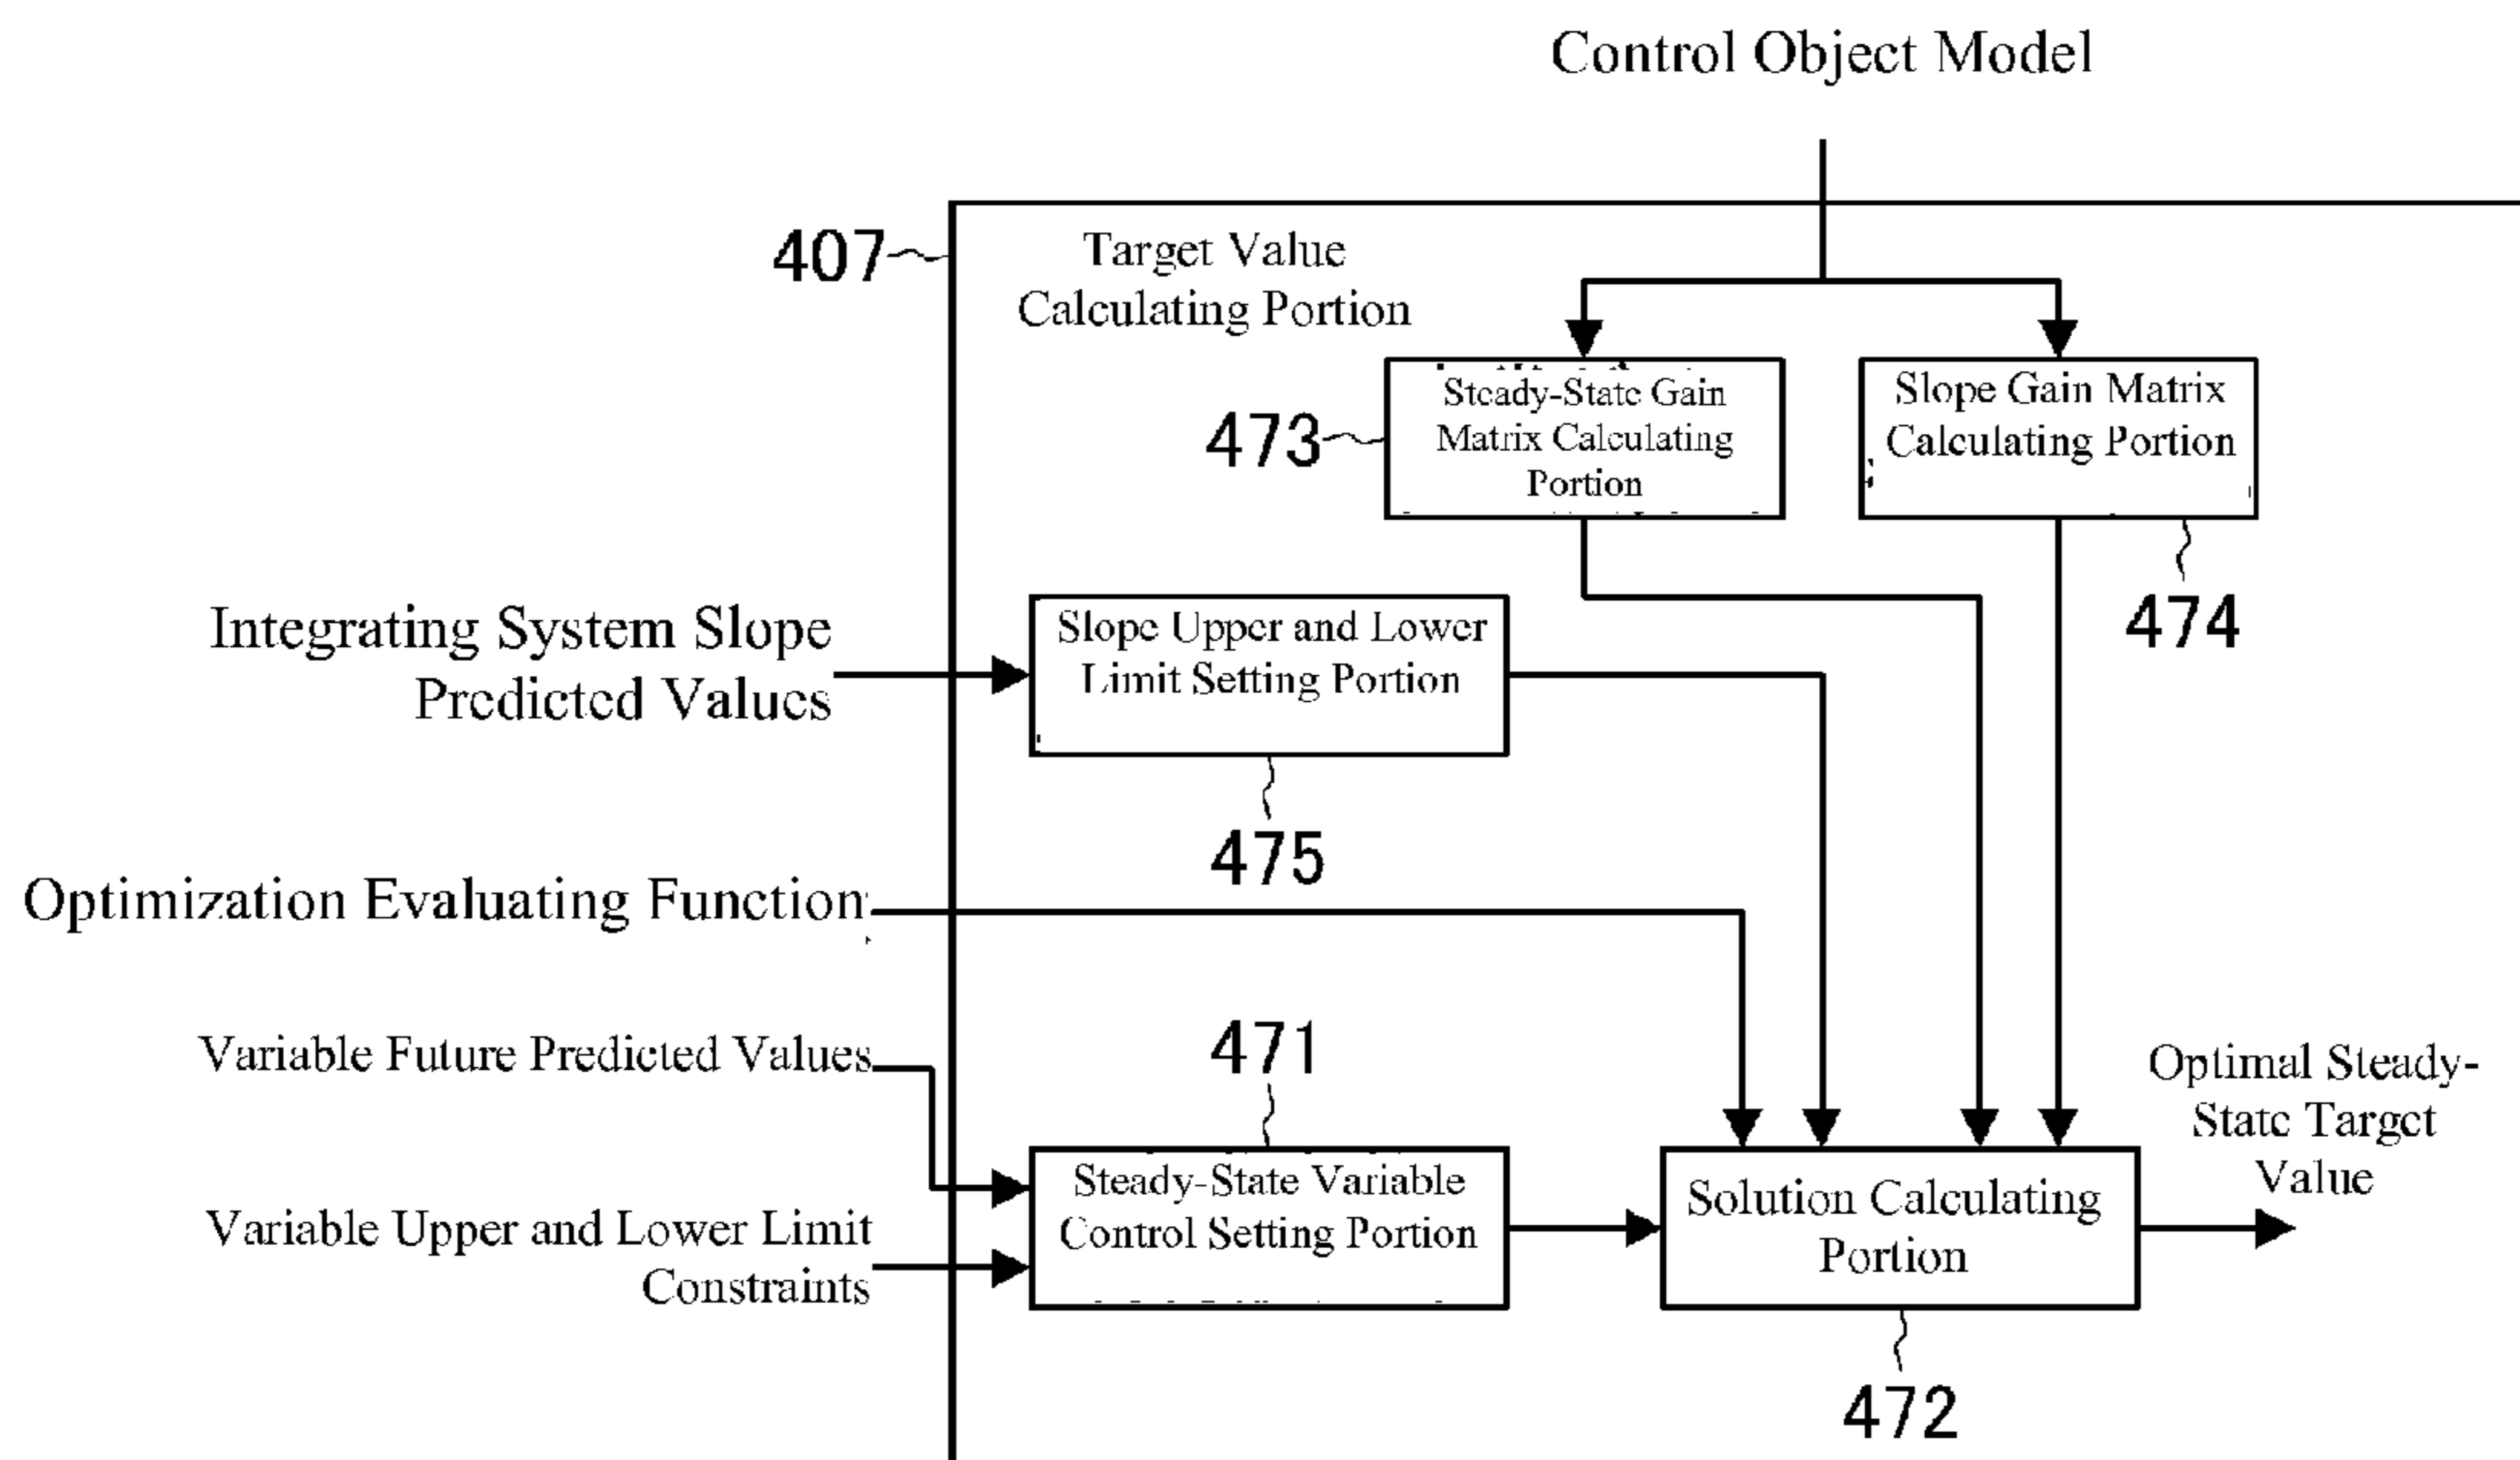 Control Object Model
407
Target Value
Calculating Portion
473
Steady-State Gain
Matrix Calculating
Portion
Slope Gain Matrix
Calculating Portion
474
Integrating System Slope
Predicted Values
Slope Upper and Lower
Limit Setting Portion
475
Optimization Evaluating Function
Variable Future Predicted Values
471
Variable Upper and Lower Limit
Constraints
Steady-State Variable
Control Setting Portion
Solution Calculating
Portion
472
Optimal Steady-
State Target
Value